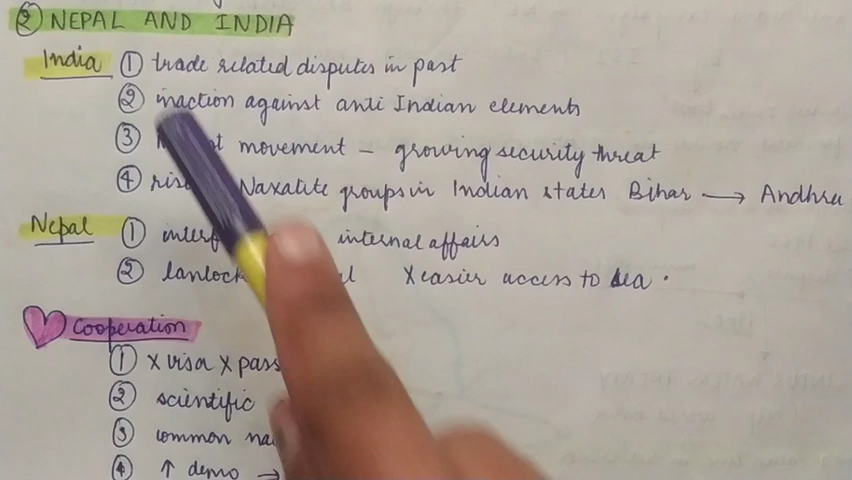 ② NEPAL AND INDIA
India ① trade related disputes in past
② inaction against anti Indian elements
③ movement – growing security threat
④ Naxalite groups in Indian states Bihar → Andhra
Nepal ① internal affairs
② X easier access to sea.
Cooperation
① X visa X
② scientific
③ common
④ ↑ demo →